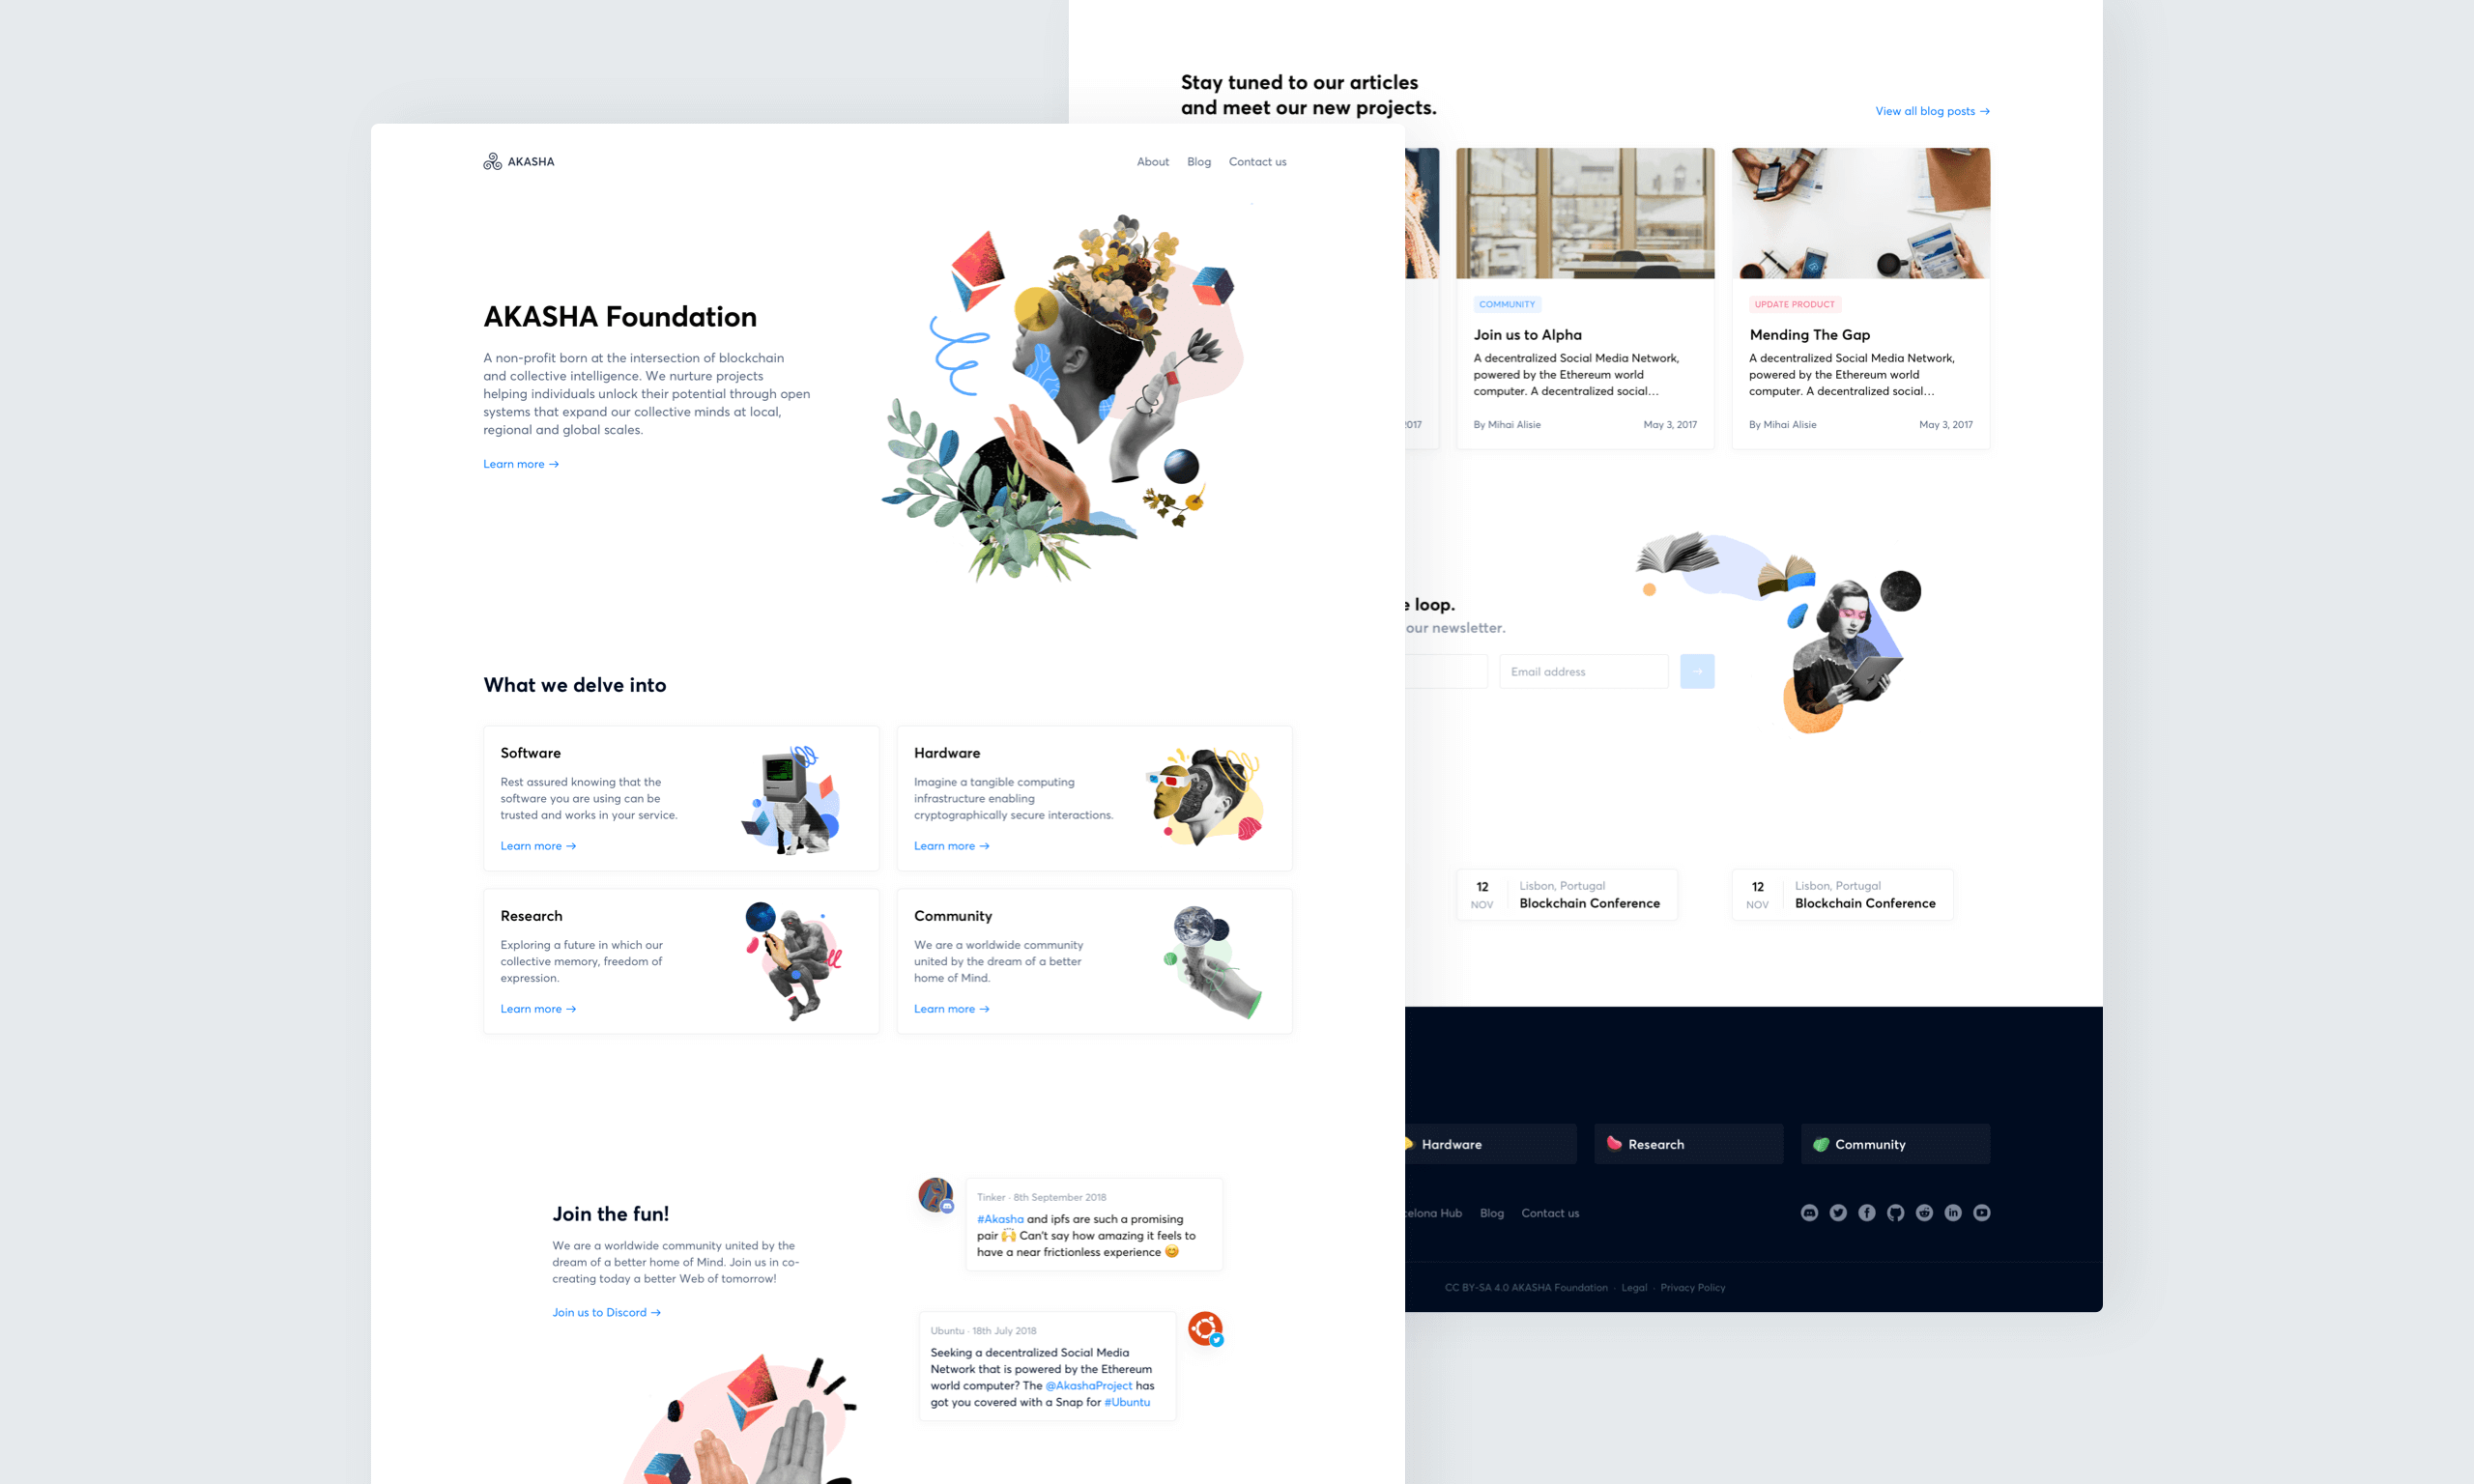 Stay tuned to our articles
and meet our new projects.
View all blog posts →
AKASHA
About Blog Contact us
AKASHA Foundation
A non-profit born at the intersection of blockchain
and collective intelligence. We nurture projects
helping individuals unlock their potential through open
systems that expand our collective minds at local,
regional and global scales.
Learn more →
What we delve into
Software
Rest assured knowing that the
software you are using can be
trusted and works in your service.
Learn more →
Hardware
Imagine a tangible computing
infrastructure enabling
cryptographically secure interactions.
Learn more →
Research
Exploring a future in which our
collective memory, freedom of
expression.
Learn more →
Community
We are a worldwide community
united by the dream of a better
home of Mind.
Learn more →
Join the fun!
We are a worldwide community united by the
dream of a better home of Mind. Join us in co-
creating today a better Web of tomorrow!
Join us to Discord →
Tinker · 8th September 2018
#Akasha and ipfs are such a promising
pair 🙌 Can't say how amazing it feels to
have a near frictionless experience 😊
Ubuntu · 18th July 2018
Seeking a decentralized Social Media
Network that is powered by the Ethereum
world computer? The @AkashaProject has
got you covered with a Snap for #Ubuntu
2017
COMMUNITY
Join us to Alpha
A decentralized Social Media Network,
powered by the Ethereum world
computer. A decentralized social...
By Mihai Alisie May 3, 2017
UPDATE PRODUCT
Mending The Gap
A decentralized Social Media Network,
powered by the Ethereum world
computer. A decentralized social...
By Mihai Alisie May 3, 2017
loop.
our newsletter.
Email address
→
12
NOV
Lisbon, Portugal
Blockchain Conference
12
NOV
Lisbon, Portugal
Blockchain Conference
Hardware
Research
Community
celona Hub Blog Contact us
CC BY-SA 4.0 AKASHA Foundation · Legal · Privacy Policy